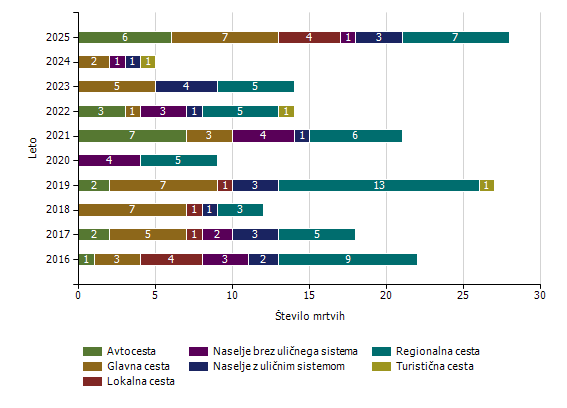 2025 6 7 4 1 3 7
2024 2 1 1 1
2023 5 4 5
2022 3 1 3 1 5 1
2021 7 3 4 1 6
2020 4 5
2019 2 7 1 3 13 1
2018 7 1 1 3
2017 2 5 1 2 3 5
2016 1 3 4 3 2 9
Leto
0 5 10 15 20 25 30
Število mrtvih
Avtocesta Naselje brez uličnega sistema Regionalna cesta
Glavna cesta Naselje z uličnim sistemom Turistična cesta
Lokalna cesta